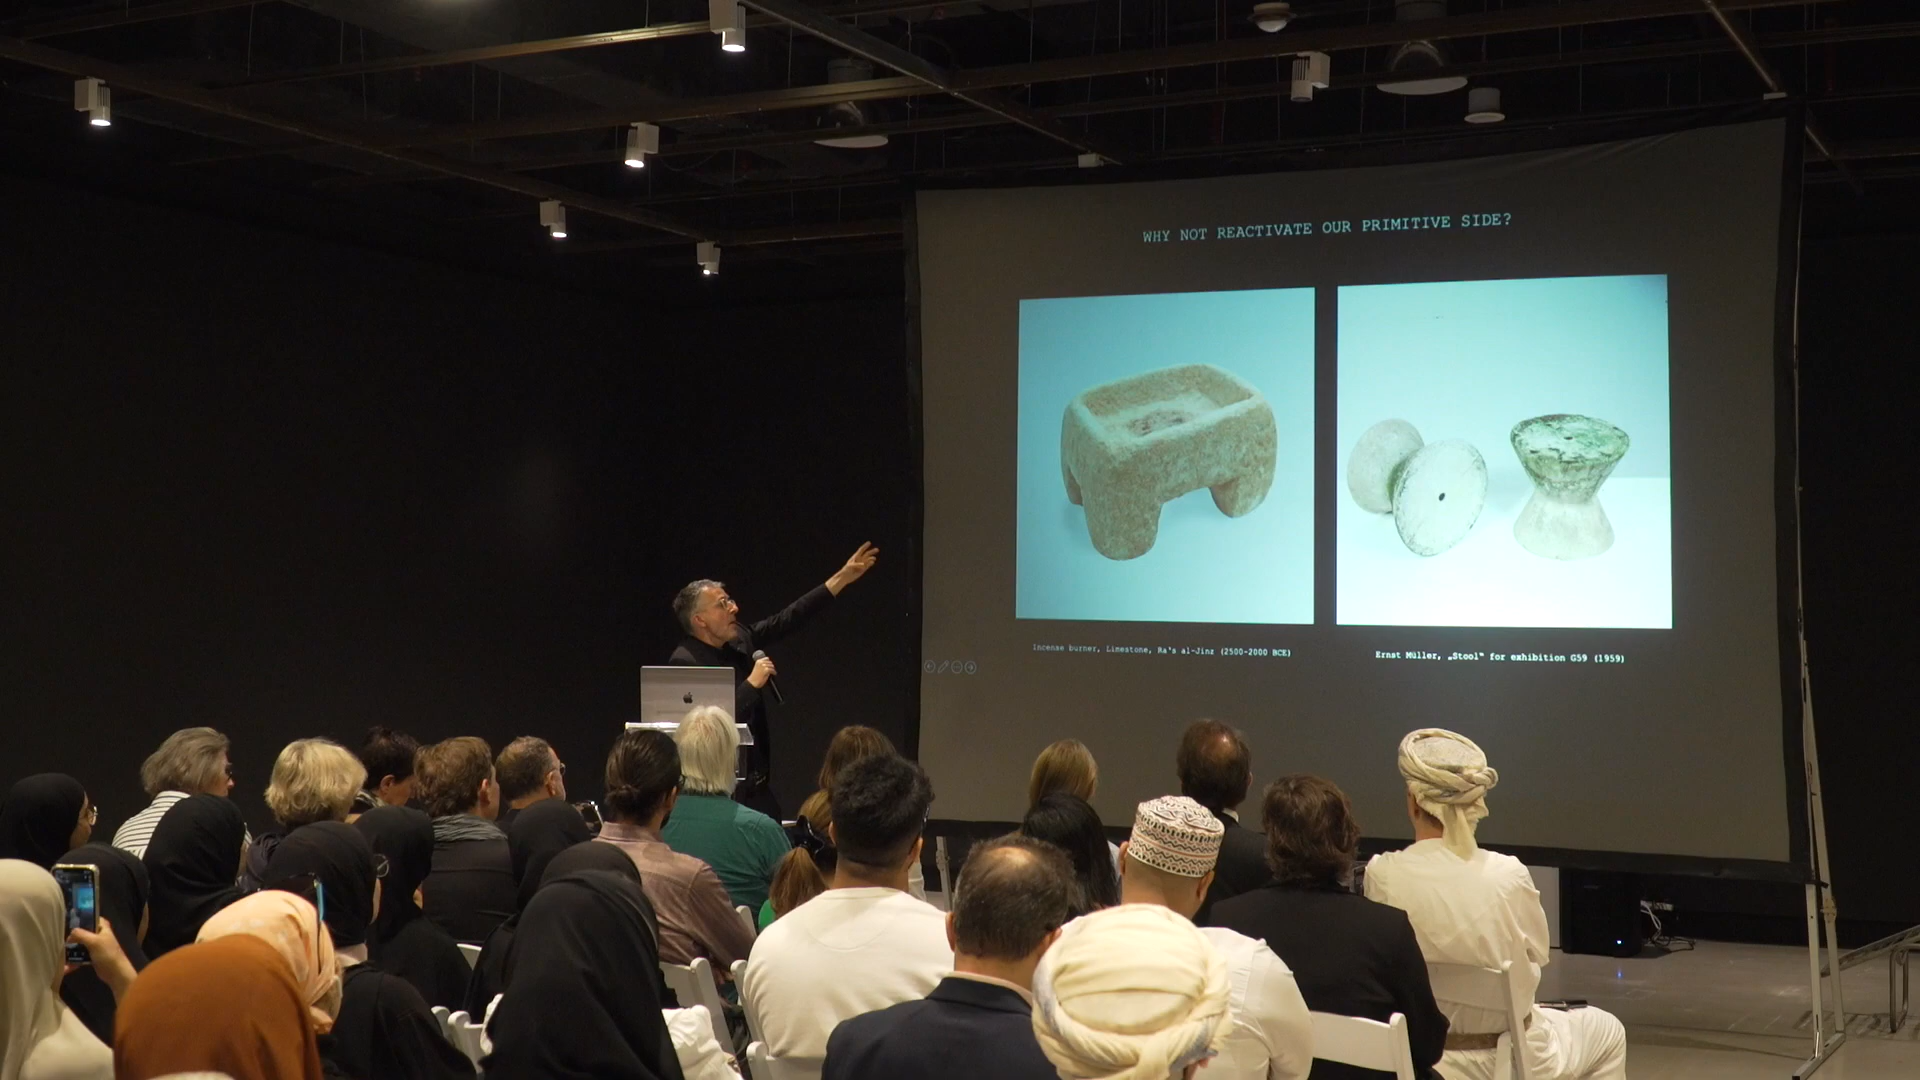 WHY NOT REACTIVATE OUR PRIMITIVE SIDE?
Incense burner, Limestone, Ra's al-Jinz (2500-2000 BCE)
Ernst Müller, „Stool“ for exhibition G59 (1959)